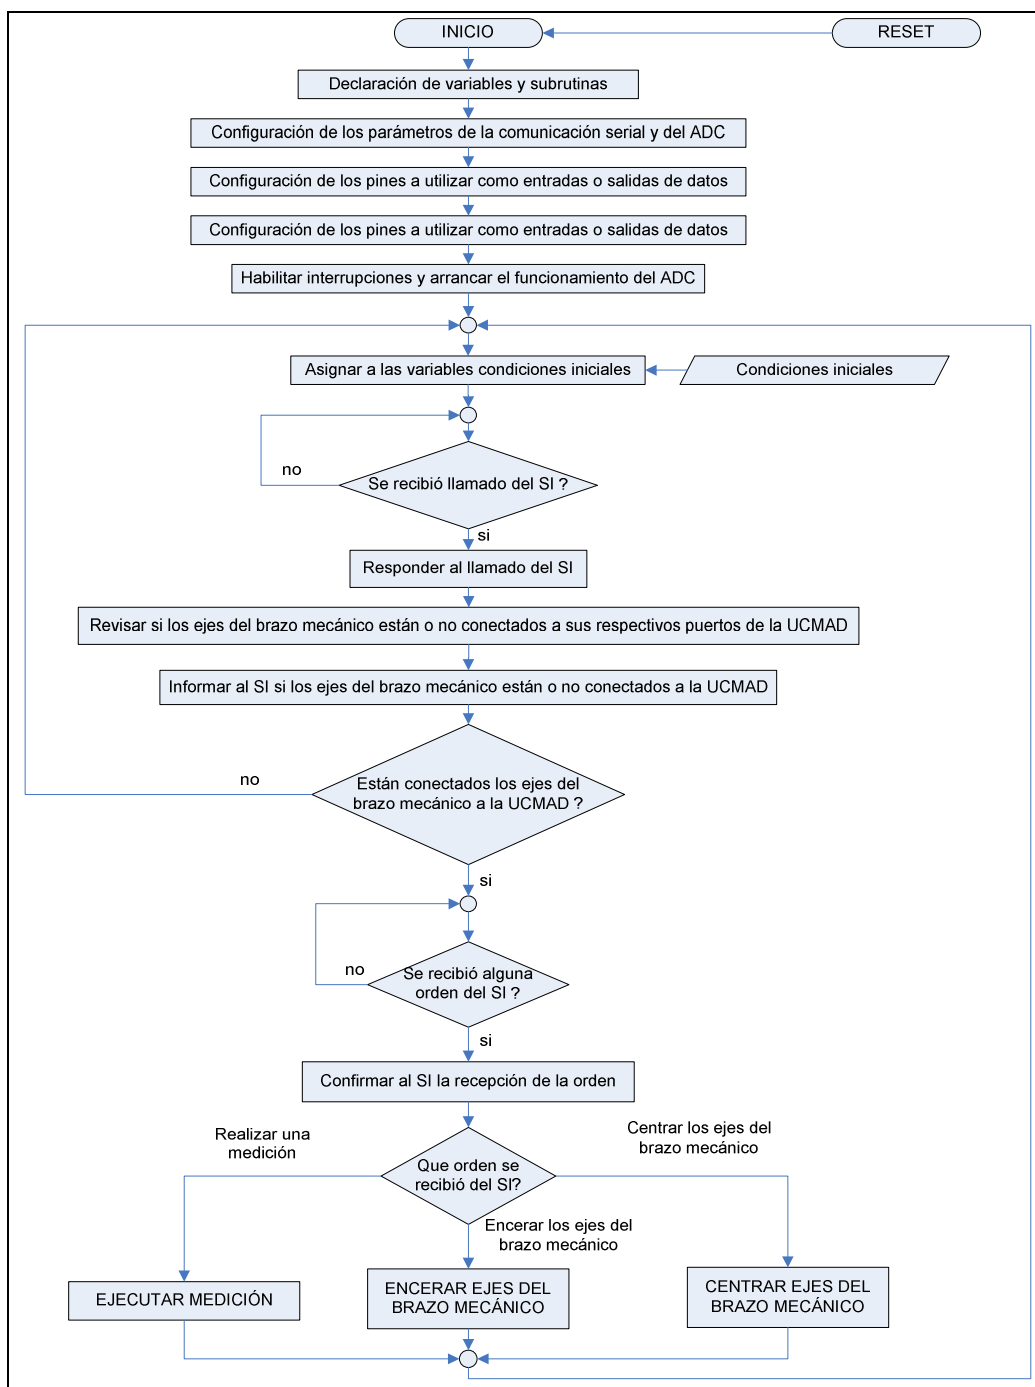 INICIO
RESET
Declaración de variables y subrutinas
Configuración de los parámetros de la comunicación serial y del ADC
Configuración de los pines a utilizar como entradas o salidas de datos
Configuración de los pines a utilizar como entradas o salidas de datos
Habilitar interrupciones y arrancar el funcionamiento del ADC
Asignar a las variables condiciones iniciales
Condiciones iniciales
no
Se recibió llamado del SI ?
si
Responder al llamado del SI
Revisar si los ejes del brazo mecánico están o no conectados a sus respectivos puertos de la UCMAD
Informar al SI si los ejes del brazo mecánico están o no conectados a la UCMAD
no
Están conectados los ejes del
brazo mecánico a la UCMAD ?
si
no
Se recibió alguna
orden del SI ?
si
Confirmar al SI la recepción de la orden
Realizar una
medición
Centrar los ejes del
brazo mecánico
Que orden se
recibió del SI?
Encerar los ejes del
brazo mecánico
EJECUTAR MEDICIÓN
ENCERAR EJES DEL
BRAZO MECÁNICO
CENTRAR EJES DEL
BRAZO MECÁNICO